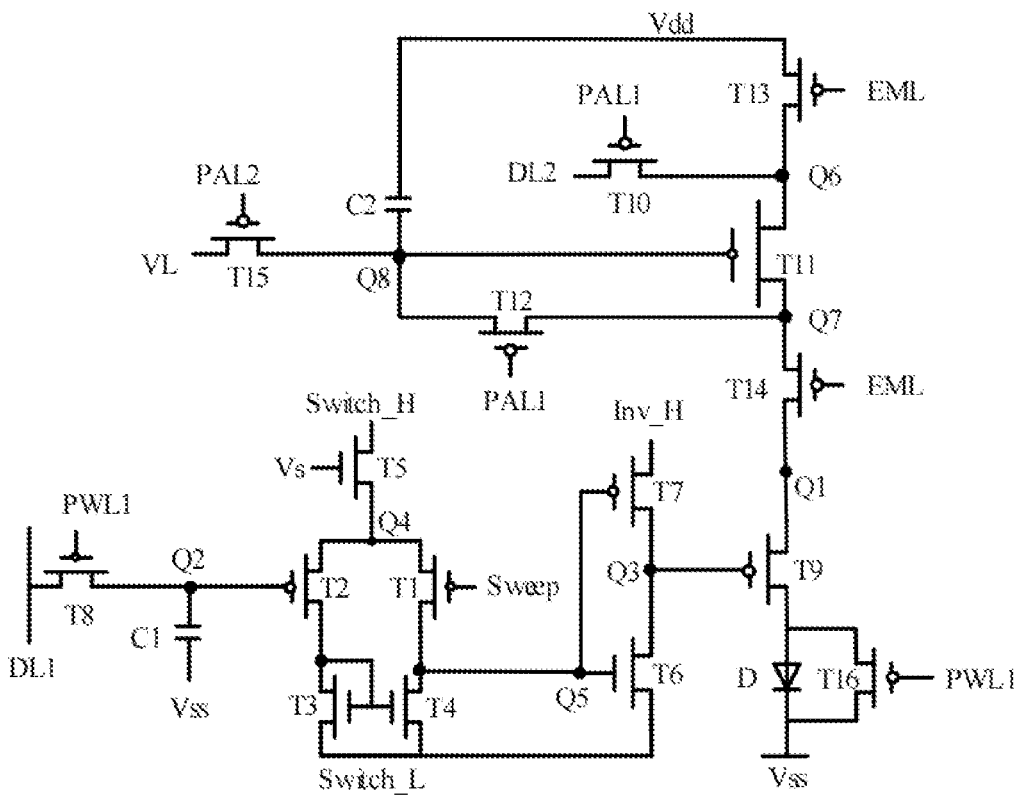 Vdd
T13
EML
PAL1
DL2
T10
Q6
PAL2
C2
VL
T15
Q8
T11
T12
Q7
PAL1
T14
EML
Switch_H
Inv_H
Vs
T5
T7
Q1
PWL1
Q4
Q2
T2
T1
Sweep
Q3
T9
T8
C1
DL1
Vss
T3
T4
Q5
T6
D
T16
PWL1
Switch_L
Vss